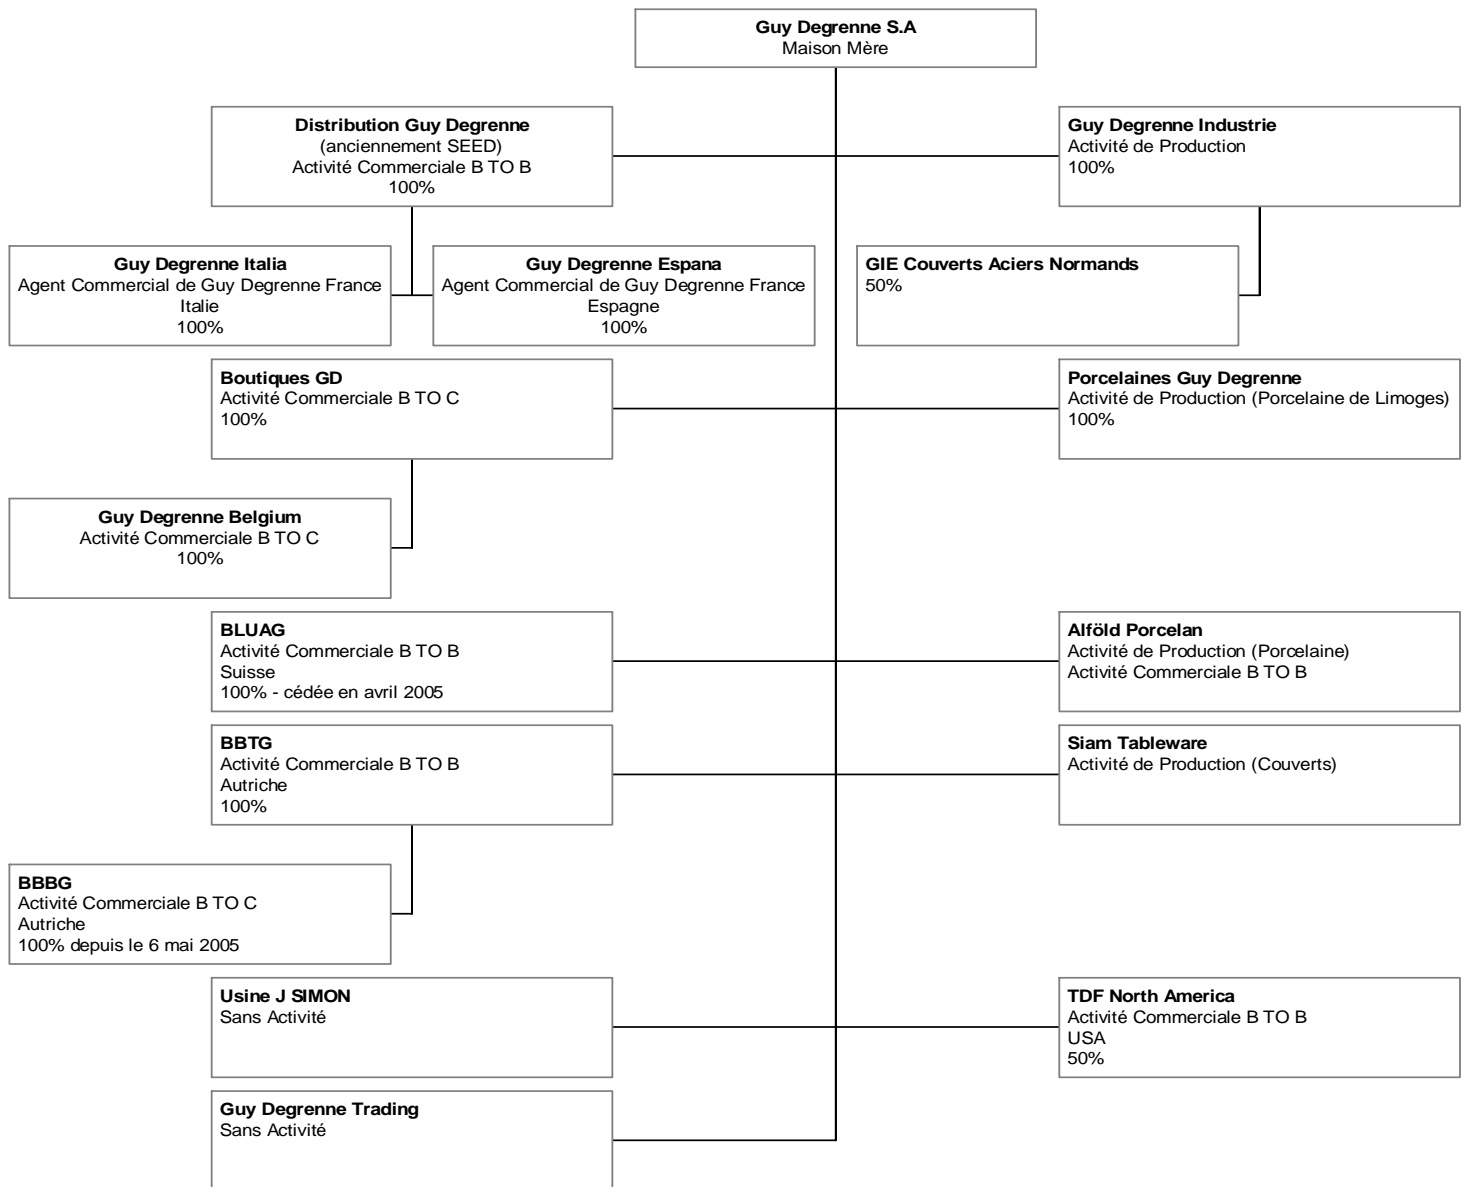 Guy Degrenne S.A
Maison Mère
Distribution Guy Degrenne
(anciennement SEED)
Activité Commerciale B TO B
100%
Guy Degrenne Industrie
Activité de Production
100%
Guy Degrenne Italia
Agent Commercial de Guy Degrenne France
Italie
100%
Guy Degrenne Espana
Agent Commercial de Guy Degrenne France
Espagne
100%
GIE Couverts Aciers Normands
50%
Boutiques GD
Activité Commerciale B TO C
100%
Porcelaines Guy Degrenne
Activité de Production (Porcelaine de Limoges)
100%
Guy Degrenne Belgium
Activité Commerciale B TO C
100%
BLUAG
Activité Commerciale B TO B
Suisse
100% - cédée en avril 2005
Alföld Porcelan
Activité de Production (Porcelaine)
Activité Commerciale B TO B
BBTG
Activité Commerciale B TO B
Autriche
100%
Siam Tableware
Activité de Production (Couverts)
BBBG
Activité Commerciale B TO C
Autriche
100% depuis le 6 mai 2005
Usine J SIMON
Sans Activité
TDF North America
Activité Commerciale B TO B
USA
50%
Guy Degrenne Trading
Sans Activité